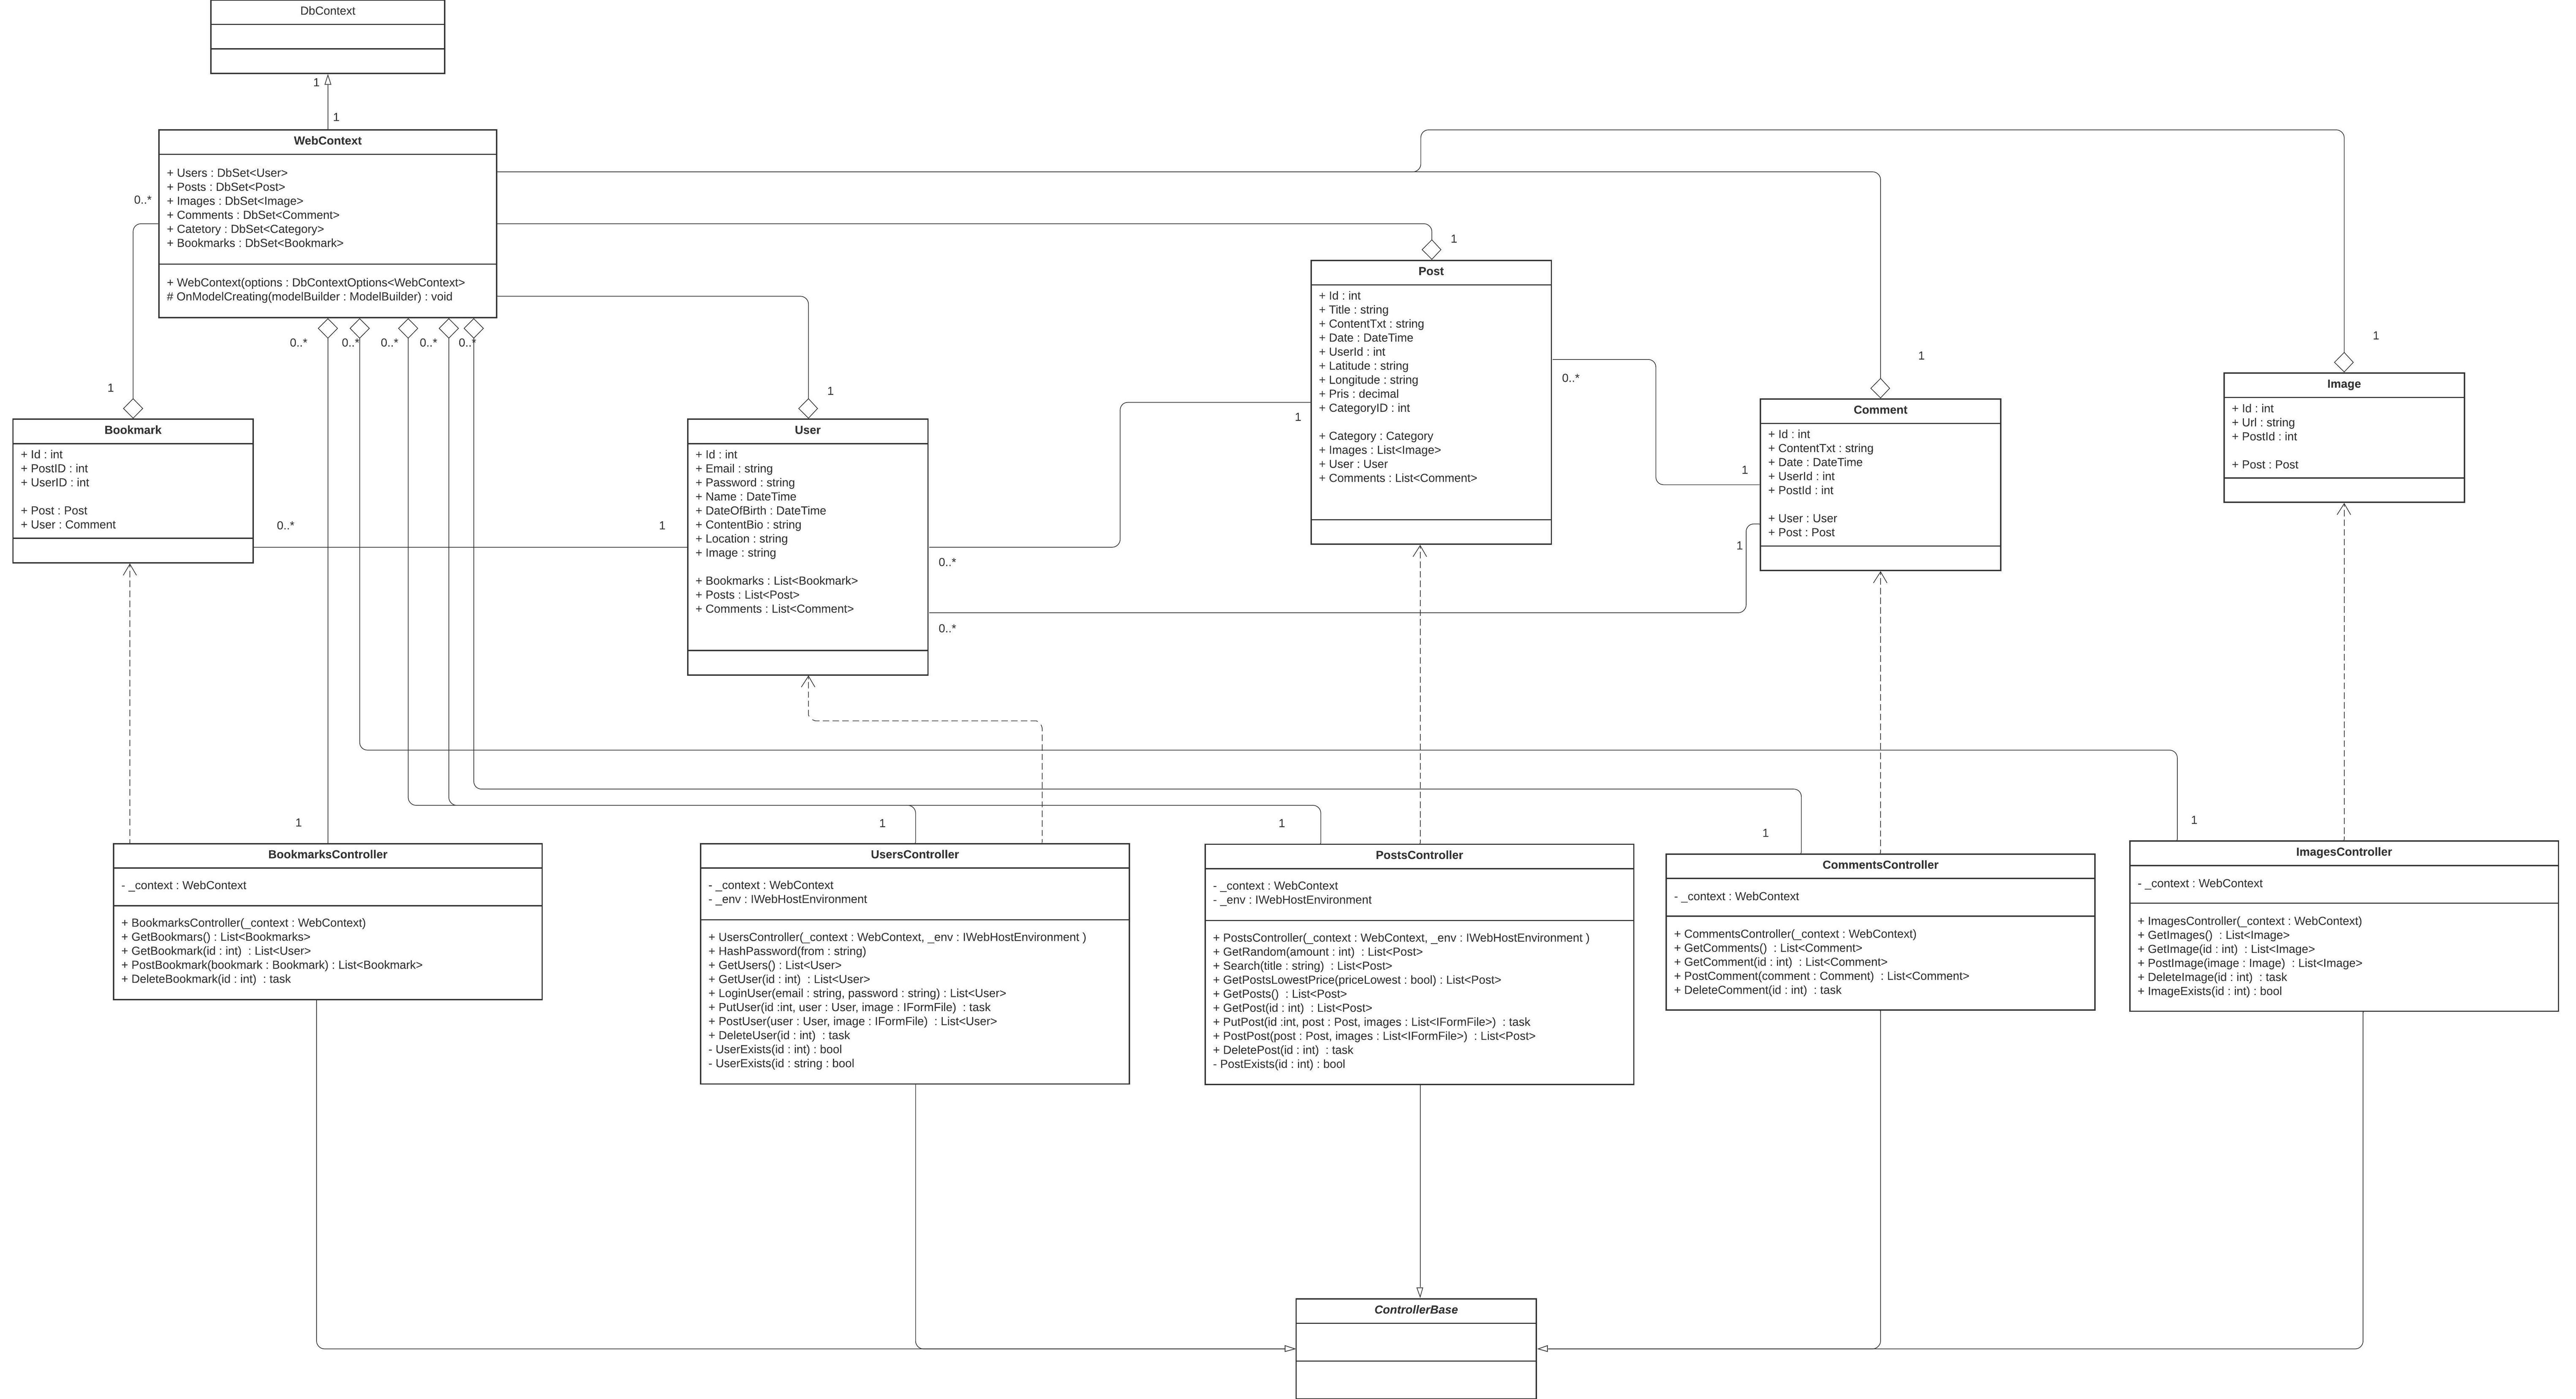 DbContext
1
1
WebContext
+ Users : DbSet<User>
+ Posts : DbSet<Post>
+ Images : DbSet<Image>
+ Comments : DbSet<Comment>
+ Catetory : DbSet<Category>
+ Bookmarks : DbSet<Bookmark>
+ WebContext(options : DbContextOptions<WebContext>
# OnModelCreating(modelBuilder : ModelBuilder) : void
0..*
0..*
0..*
0..*
0..*
0..*
1
1
1
1
1
Bookmark
+ Id : int
+ PostID : int
+ UserID : int
+ Post : Post
+ User : Comment
0..*
1
User
+ Id : int
+ Email : string
+ Password : string
+ Name : DateTime
+ DateOfBirth : DateTime
+ ContentBio : string
+ Location : string
+ Image : string
+ Bookmarks : List<Bookmark>
+ Posts : List<Post>
+ Comments : List<Comment>
0..*
0..*
1
Post
+ Id : int
+ Title : string
+ ContentTxt : string
+ Date : DateTime
+ UserId : int
+ Latitude : string
+ Longitude : string
+ Pris : decimal
+ CategoryID : int
+ Category : Category
+ Images : List<Image>
+ User : User
+ Comments : List<Comment>
0..*
1
1
Comment
+ Id : int
+ ContentTxt : string
+ Date : DateTime
+ UserId : int
+ PostId : int
+ User : User
+ Post : Post
Image
+ Id : int
+ Url : string
+ PostId : int
+ Post : Post
1
1
1
1
1
BookmarksController
- _context : WebContext
+ BookmarksController(_context : WebContext)
+ GetBookmars() : List<Bookmarks>
+ GetBookmark(id : int)  : List<User>
+ PostBookmark(bookmark : Bookmark) : List<Bookmark>
+ DeleteBookmark(id : int)  : task
UsersController
- _context : WebContext
- _env : IWebHostEnvironment
+ UsersController(_context : WebContext, _env : IWebHostEnvironment )
+ HashPassword(from : string)
+ GetUsers() : List<User>
+ GetUser(id : int)  : List<User>
+ LoginUser(email : string, password : string) : List<User>
+ PutUser(id :int, user : User, image : IFormFile)  : task
+ PostUser(user : User, image : IFormFile)  : List<User>
+ DeleteUser(id : int)  : task
- UserExists(id : int) : bool
- UserExists(id : string : bool
PostsController
- _context : WebContext
- _env : IWebHostEnvironment
+ PostsController(_context : WebContext, _env : IWebHostEnvironment )
+ GetRandom(amount : int)  : List<Post>
+ Search(title : string)  : List<Post>
+ GetPostsLowestPrice(priceLowest : bool) : List<Post>
+ GetPosts()  : List<Post>
+ GetPost(id : int)  : List<Post>
+ PutPost(id :int, post : Post, images : List<IFormFile>)  : task
+ PostPost(post : Post, images : List<IFormFile>)  : List<Post>
+ DeletePost(id : int)  : task
- PostExists(id : int) : bool
CommentsController
- _context : WebContext
+ CommentsController(_context : WebContext)
+ GetComments()  : List<Comment>
+ GetComment(id : int)  : List<Comment>
+ PostComment(comment : Comment)  : List<Comment>
+ DeleteComment(id : int)  : task
ImagesController
- _context : WebContext
+ ImagesController(_context : WebContext)
+ GetImages()  : List<Image>
+ GetImage(id : int)  : List<Image>
+ PostImage(image : Image)  : List<Image>
+ DeleteImage(id : int)  : task
+ ImageExists(id : int) : bool
ControllerBase